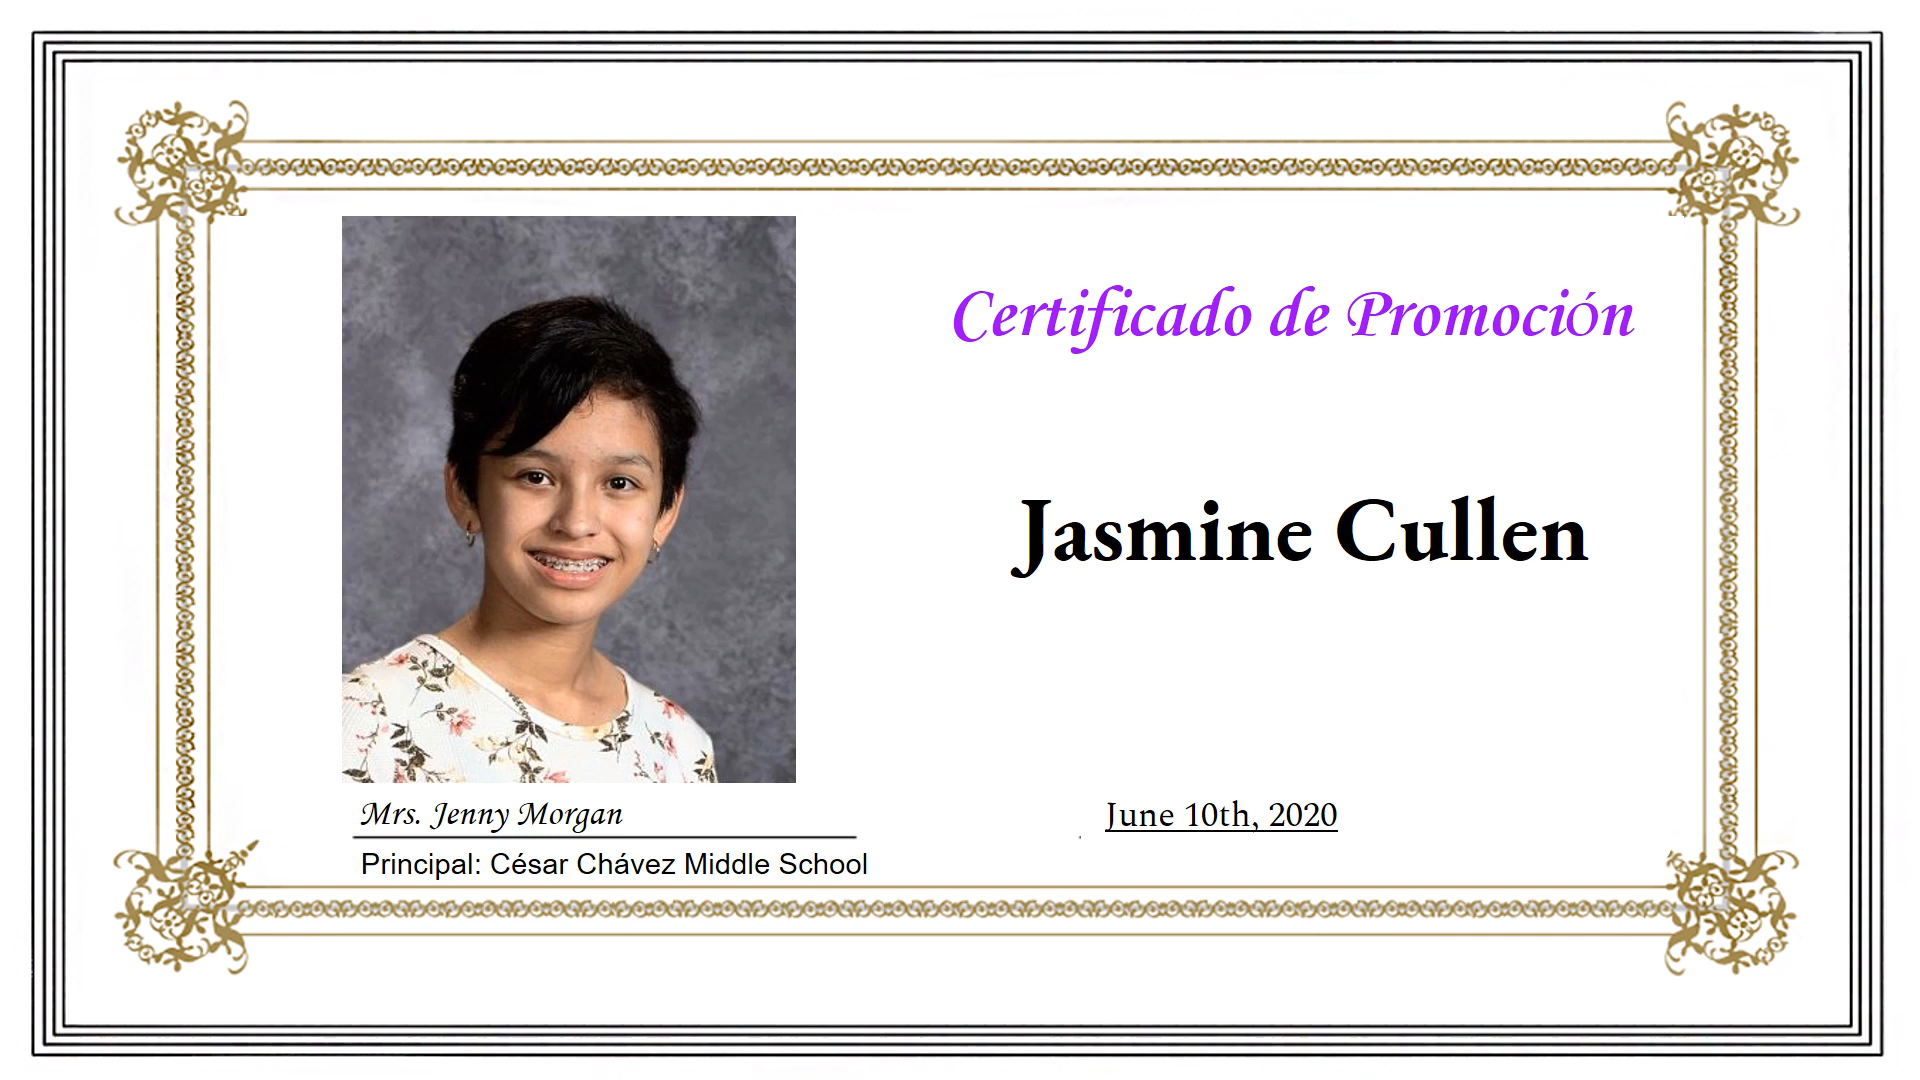 Certificado de Promoción
Jasmine Cullen
Mrs. Jenny Morgan
June 10th, 2020
Principal: César Chávez Middle School